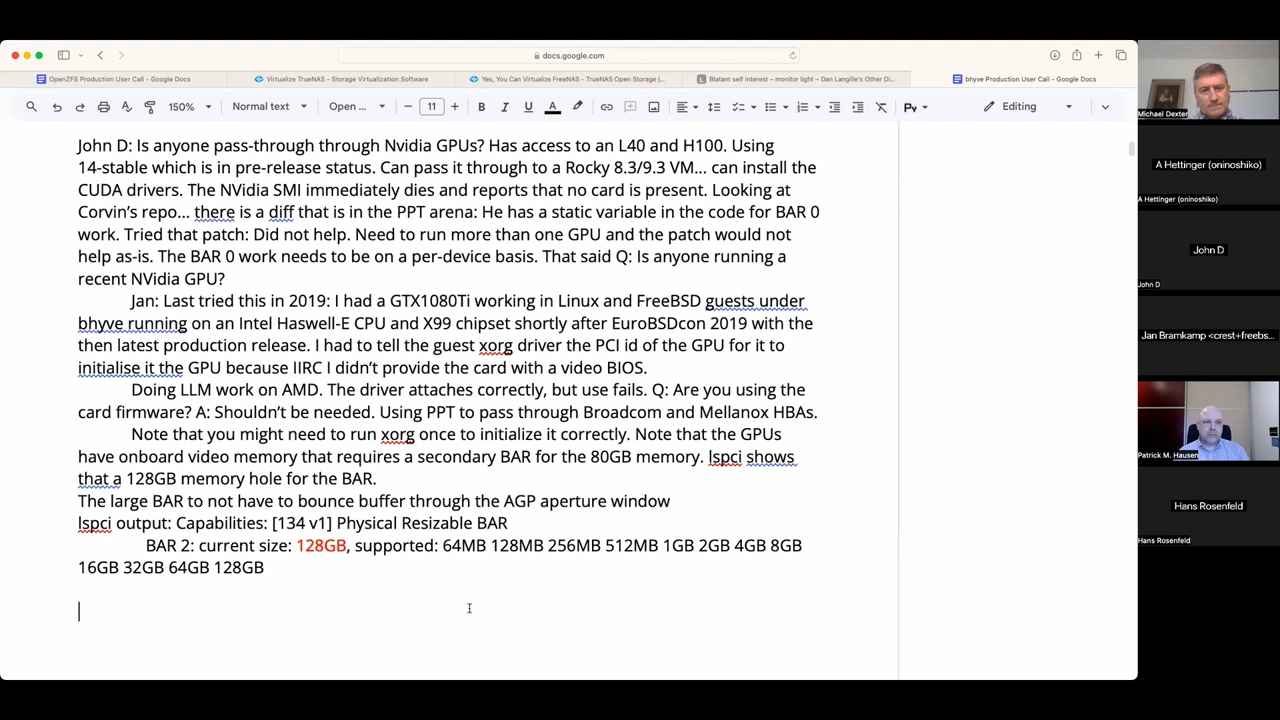 docs.google.com
OpenZFS Production User Call - Google Docs
Virtualize TrueNAS - Storage Virtualization Software
Yes, You Can Virtualize FreeNAS - TrueNAS Open Storage |...
Blatant self interest – monitor light – Dan Langille's Other Di...
bhyve Production User Call - Google Docs
150%
Normal text
Open ...
11
Editing
John D: Is anyone pass-through through Nvidia GPUs? Has access to an L40 and H100. Using
14-stable which is in pre-release status. Can pass it through to a Rocky 8.3/9.3 VM... can install the
CUDA drivers. The NVidia SMI immediately dies and reports that no card is present. Looking at
Corvin's repo... there is a diff that is in the PPT arena: He has a static variable in the code for BAR 0
work. Tried that patch: Did not help. Need to run more than one GPU and the patch would not
help as-is. The BAR 0 work needs to be on a per-device basis. That said Q: Is anyone running a
recent NVidia GPU?
Jan: Last tried this in 2019: I had a GTX1080Ti working in Linux and FreeBSD guests under
bhyve running on an Intel Haswell-E CPU and X99 chipset shortly after EuroBSDcon 2019 with the
then latest production release. I had to tell the guest xorg driver the PCI id of the GPU for it to
initialise it the GPU because IIRC I didn't provide the card with a video BIOS.
Doing LLM work on AMD. The driver attaches correctly, but use fails. Q: Are you using the
card firmware? A: Shouldn't be needed. Using PPT to pass through Broadcom and Mellanox HBAs.
Note that you might need to run xorg once to initialize it correctly. Note that the GPUs
have onboard video memory that requires a secondary BAR for the 80GB memory. lspci shows
that a 128GB memory hole for the BAR.
The large BAR to not have to bounce buffer through the AGP aperture window
lspci output: Capabilities: [134 v1] Physical Resizable BAR
BAR 2: current size: 128GB, supported: 64MB 128MB 256MB 512MB 1GB 2GB 4GB 8GB
16GB 32GB 64GB 128GB
Michael Dexter
A Hettinger (oninoshiko)
A Hettinger (oninoshiko)
John D
John D
Jan Bramkamp <crest+freebs...
Patrick M. Hausen
Hans Rosenfeld
Hans Rosenfeld